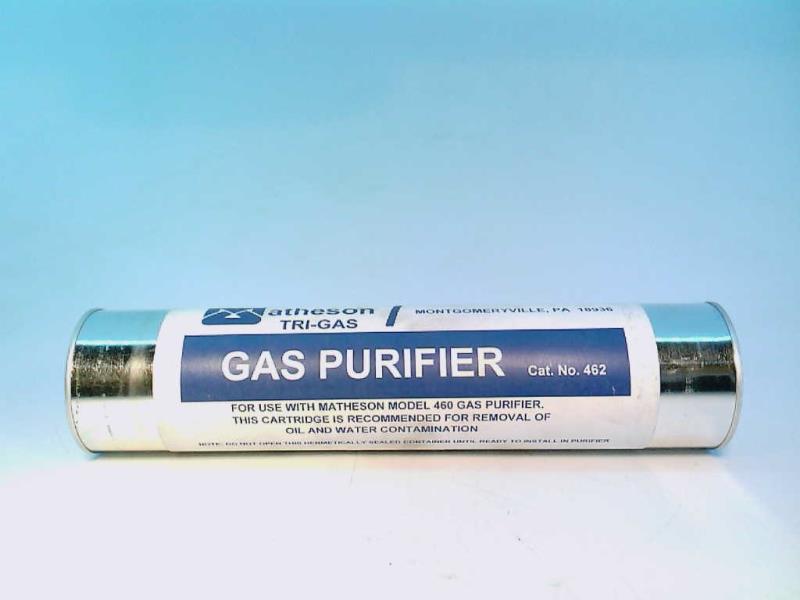 Matheson
TRI-GAS
MONTGOMERYVILLE, PA 18936
GAS PURIFIER Cat. No. 462
FOR USE WITH MATHESON MODEL 460 GAS PURIFIER.
THIS CARTRIDGE IS RECOMMENDED FOR REMOVAL OF
OIL AND WATER CONTAMINATION
NOTE: DO NOT OPEN THIS HERMETICALLY SEALED CONTAINER UNTIL READY TO INSTALL IN PURIFIER